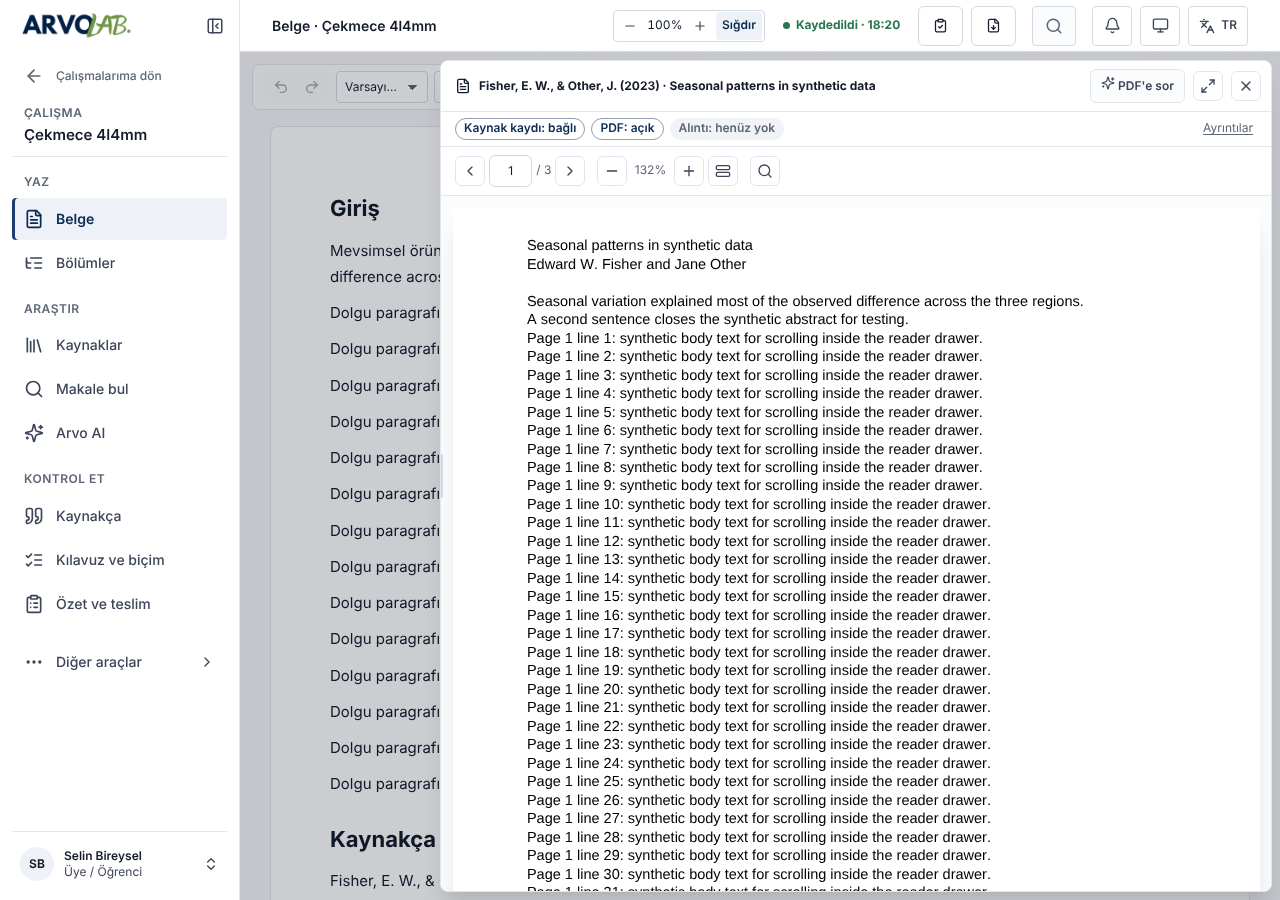 ARVOLAB.
Çalışmalarıma dön
ÇALIŞMA
Çekmece 4l4mm
YAZ
Belge
Bölümler
ARAŞTIR
Kaynaklar
Makale bul
Arvo AI
KONTROL ET
Kaynakça
Kılavuz ve biçim
Özet ve teslim
Diğer araçlar
SB
Selin Bireysel
Üye / Öğrenci
Belge · Çekmece 4l4mm
100%
Sığdır
Kaydedildi · 18:20
TR
Varsayı...
Giriş
Mevsimsel örün
difference acros
Dolgu paragrafı
Dolgu paragrafı
Dolgu paragrafı
Dolgu paragrafı
Dolgu paragrafı
Dolgu paragrafı
Dolgu paragrafı
Dolgu paragrafı
Dolgu paragrafı
Dolgu paragrafı
Dolgu paragrafı
Dolgu paragrafı
Dolgu paragrafı
Dolgu paragrafı
Kaynakça
Fisher, E. W., &
Fisher, E. W., & Other, J. (2023) · Seasonal patterns in synthetic data
PDF'e sor
Kaynak kaydı: bağlı
PDF: açık
Alıntı: henüz yok
Ayrıntılar
1 / 3
132%
Seasonal patterns in synthetic data
Edward W. Fisher and Jane Other
Seasonal variation explained most of the observed difference across the three regions.
A second sentence closes the synthetic abstract for testing.
Page 1 line 1: synthetic body text for scrolling inside the reader drawer.
Page 1 line 2: synthetic body text for scrolling inside the reader drawer.
Page 1 line 3: synthetic body text for scrolling inside the reader drawer.
Page 1 line 4: synthetic body text for scrolling inside the reader drawer.
Page 1 line 5: synthetic body text for scrolling inside the reader drawer.
Page 1 line 6: synthetic body text for scrolling inside the reader drawer.
Page 1 line 7: synthetic body text for scrolling inside the reader drawer.
Page 1 line 8: synthetic body text for scrolling inside the reader drawer.
Page 1 line 9: synthetic body text for scrolling inside the reader drawer.
Page 1 line 10: synthetic body text for scrolling inside the reader drawer.
Page 1 line 11: synthetic body text for scrolling inside the reader drawer.
Page 1 line 12: synthetic body text for scrolling inside the reader drawer.
Page 1 line 13: synthetic body text for scrolling inside the reader drawer.
Page 1 line 14: synthetic body text for scrolling inside the reader drawer.
Page 1 line 15: synthetic body text for scrolling inside the reader drawer.
Page 1 line 16: synthetic body text for scrolling inside the reader drawer.
Page 1 line 17: synthetic body text for scrolling inside the reader drawer.
Page 1 line 18: synthetic body text for scrolling inside the reader drawer.
Page 1 line 19: synthetic body text for scrolling inside the reader drawer.
Page 1 line 20: synthetic body text for scrolling inside the reader drawer.
Page 1 line 21: synthetic body text for scrolling inside the reader drawer.
Page 1 line 22: synthetic body text for scrolling inside the reader drawer.
Page 1 line 23: synthetic body text for scrolling inside the reader drawer.
Page 1 line 24: synthetic body text for scrolling inside the reader drawer.
Page 1 line 25: synthetic body text for scrolling inside the reader drawer.
Page 1 line 26: synthetic body text for scrolling inside the reader drawer.
Page 1 line 27: synthetic body text for scrolling inside the reader drawer.
Page 1 line 28: synthetic body text for scrolling inside the reader drawer.
Page 1 line 29: synthetic body text for scrolling inside the reader drawer.
Page 1 line 30: synthetic body text for scrolling inside the reader drawer.